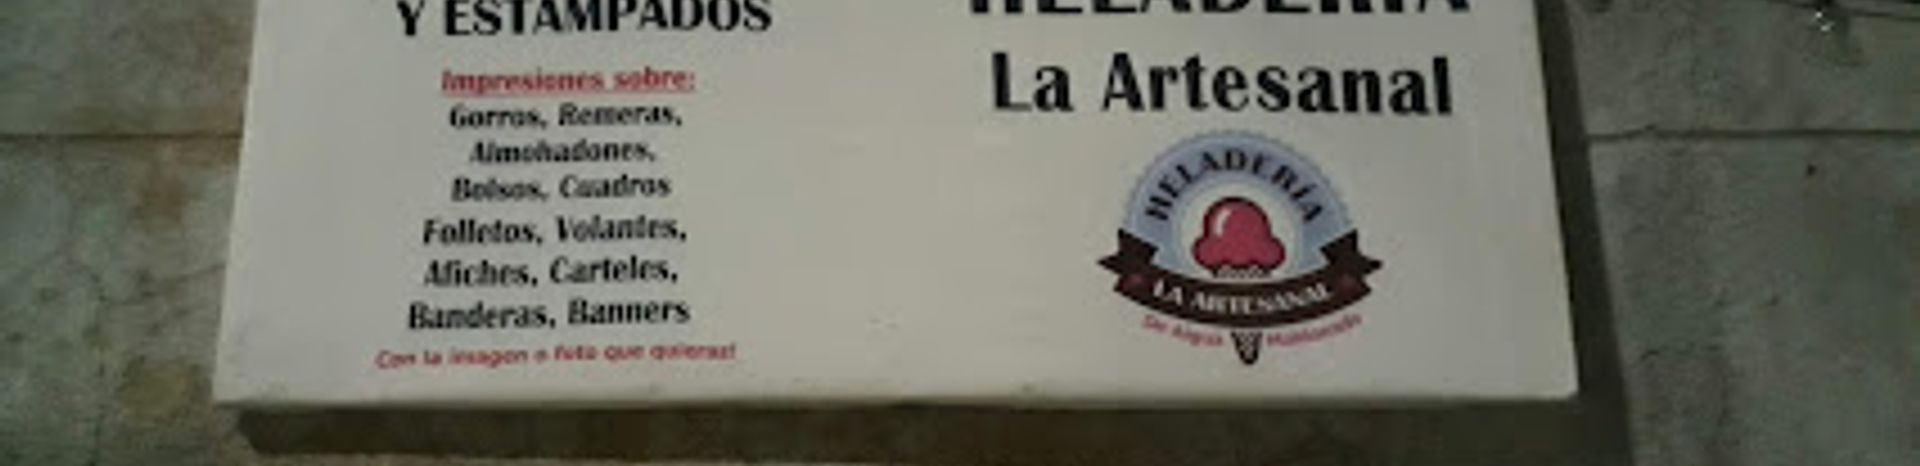 Y ESTAMPADOS
Impresiones sobre:
Gorros, Remeras,
Almohadones,
Bolsos, Cuadros
Folletos, Volantes,
Afiches, Carteles,
Banderas, Banners
Con la imagen o foto que quieras!
HELADERÍA
La Artesanal
HELADERÍA
LA ARTESANAL